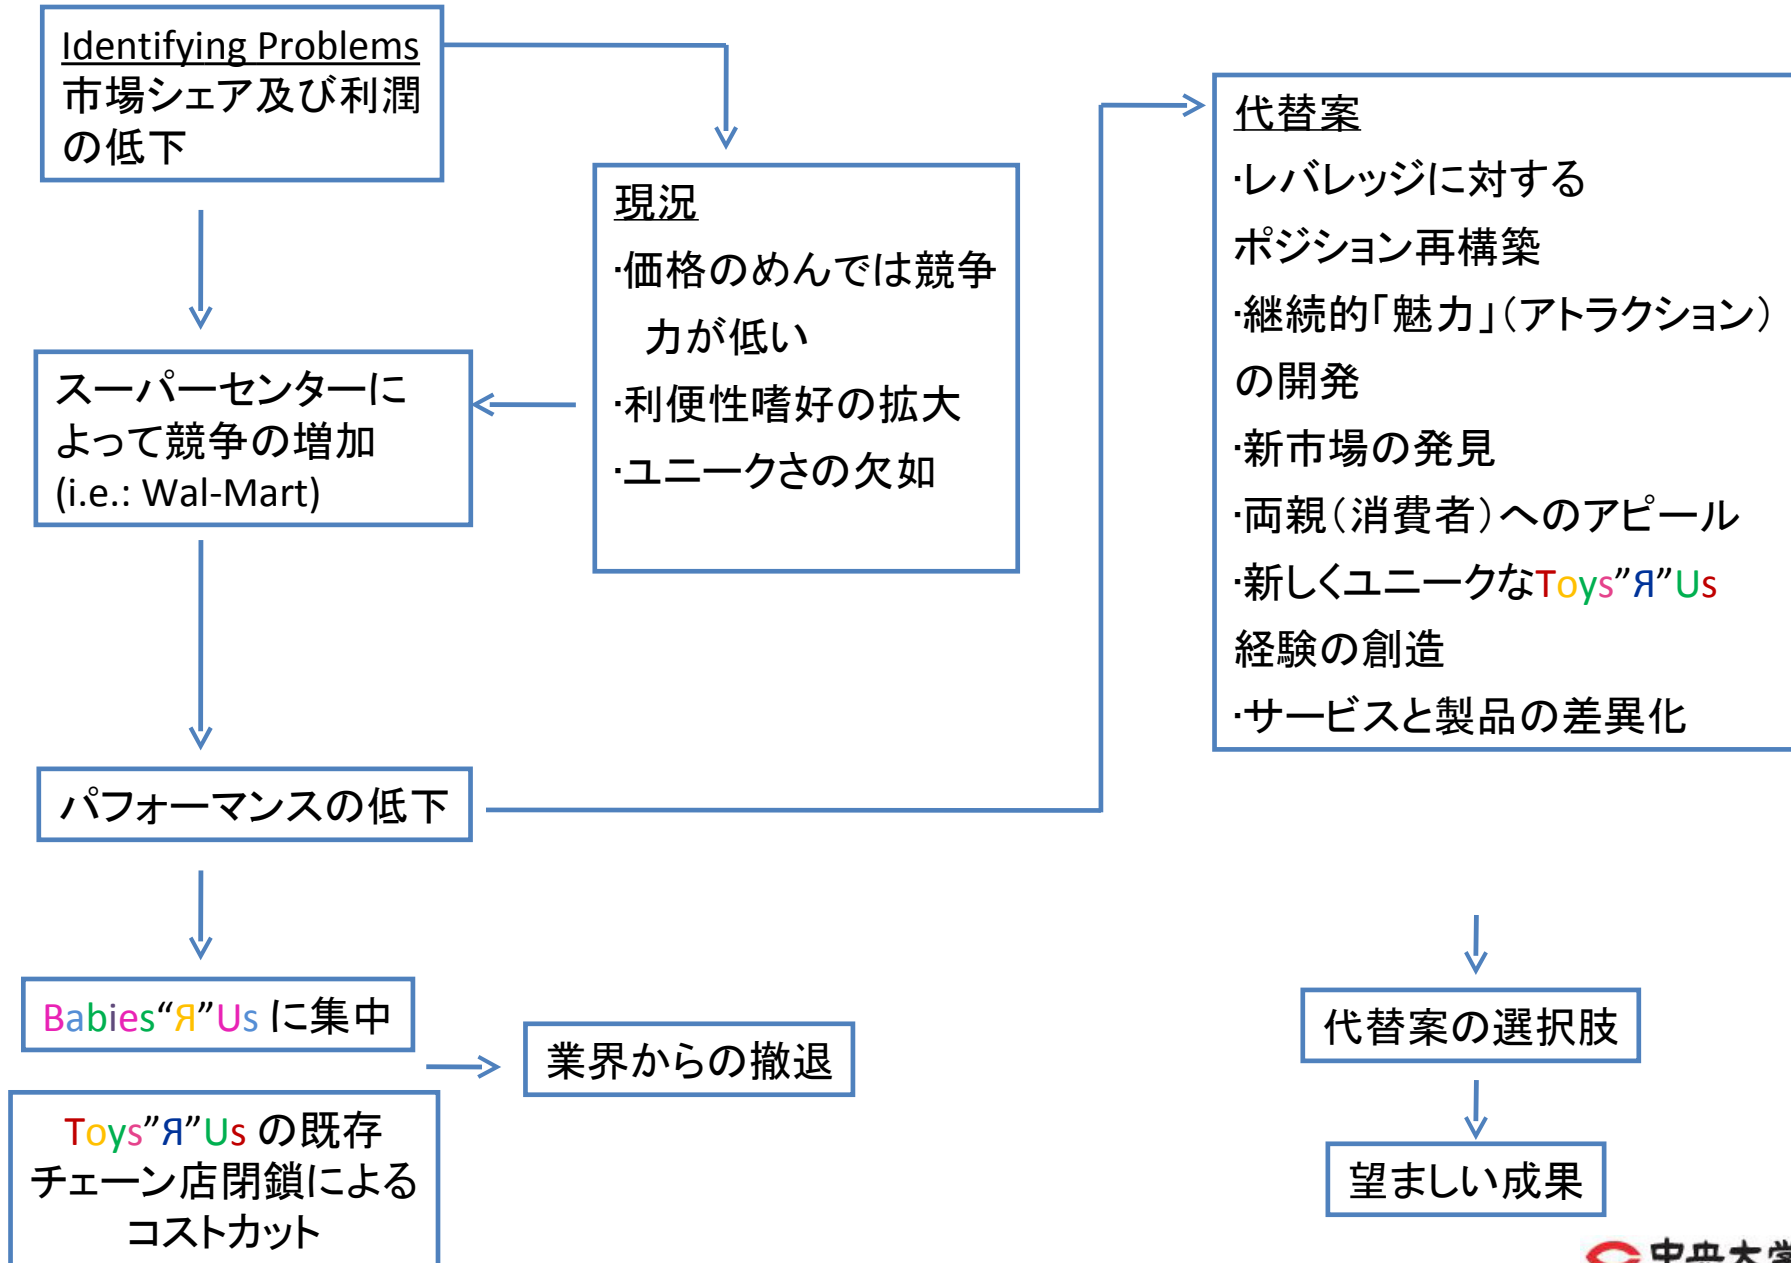 Identifying Problems
市場シェア及び利潤
の低下
現況
·価格のめんでは競争
力が低い
·利便性嗜好の拡大
·ユニークさの欠如
スーパーセンターに
よって競争の増加
(i.e.: Wal-Mart)
パフォーマンスの低下
Babies“Я”Us に集中
業界からの撤退
Toys”Я”Us の既存
チェーン店閉鎖による
コストカット
代替案
·レバレッジに対する
ポジション再構築
·継続的「魅力」（アトラクション）
の開発
·新市場の発見
·両親（消費者）へのアピール
·新しくユニークなToys”Я”Us
経験の創造
·サービスと製品の差異化
代替案の選択肢
望ましい成果
中央大学